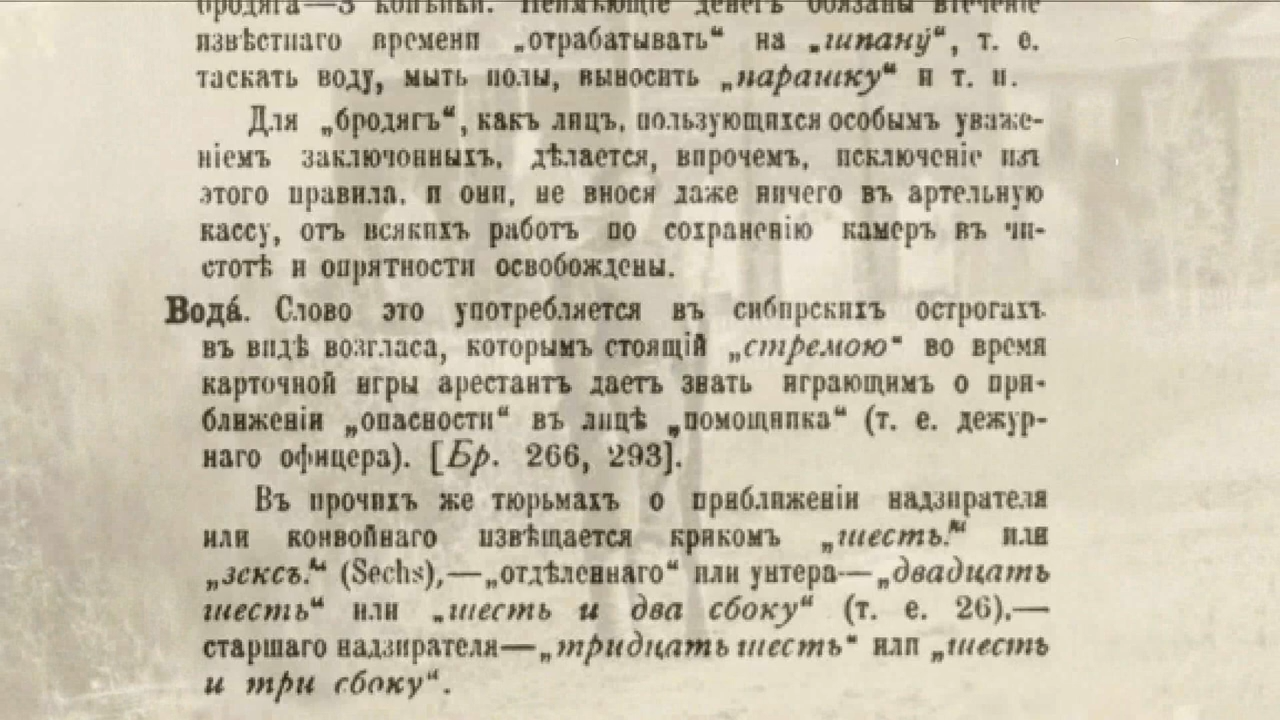 бродяга—3 копѣйки. Неимѣющіе денегъ обязаны втеченіе
извѣстнаго времени „отрабатывать“ на „шпану́“, т. е.
таскать воду, мыть полы, выносить „парашку“ и т. п.
Для „бродягъ“, какъ лицъ, пользующихся особымъ уваже-
ніемъ заключонныхъ, дѣлается, впрочемъ, исключеніе изъ
этого правила, и они, не внося даже ничего въ артельную
кассу, отъ всякихъ работъ по сохраненію камеръ въ чи-
стотѣ и опрятности освобождены.
Вода́. Слово это употребляется въ сибирскихъ острогахъ
въ видѣ возгласа, которымъ стоящій „стремою“ во время
карточной игры арестантъ даетъ знать играющимъ о при-
ближеніи „опасности“ въ лицѣ „помощника“ (т. е. дежур-
наго офицера). [Бр. 266, 293].
Въ прочихъ же тюрьмахъ о приближеніи надзирателя
или конвойнаго извѣщается крикомъ „шесть!“ или
„зексъ!“ (Sechs),—„отдѣленнаго“ или унтера—„двадцать
шесть“ или „шесть и два сбоку“ (т. е. 26),—
старшаго надзирателя—„тридцать шесть“ или „шесть
и три сбоку“.